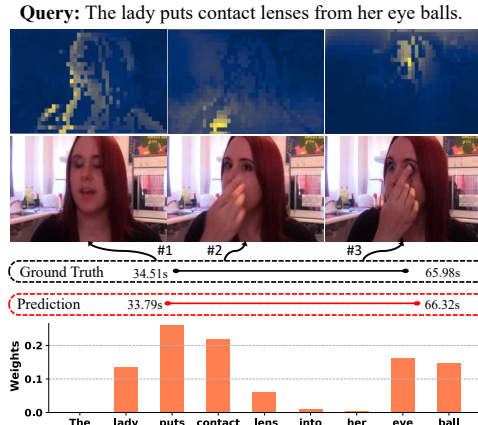 Query: The lady puts contact lenses from her eye balls.
#1 #2 #3
Ground Truth 34.51s 65.98s
Prediction 33.79s 66.32s
Weights
0.2
0.1
0.0
The lady puts contact lens into her eye ball